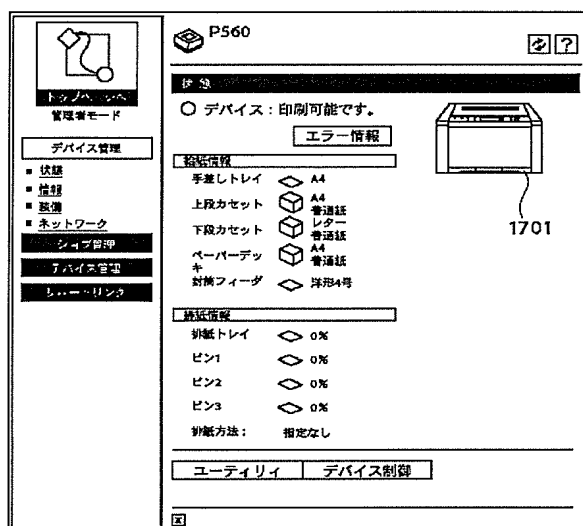 トップページへ
管理者モード
デバイス管理
状態
情報
装備
ネットワーク
ジョブ管理
デバイス管理
サポートリンク
P560
?
状態
デバイス：印刷可能です。
エラー情報
給紙情報
手差しトレイ A4
上段カセット A4 普通紙
下段カセット レター 普通紙
ペーパーデッキ A4 普通紙
封筒フィーダ 洋形4号
排紙情報
排紙トレイ 0%
ビン1 0%
ビン2 0%
ビン3 0%
排紙方法： 指定なし
ユーティリィ デバイス制御
1701